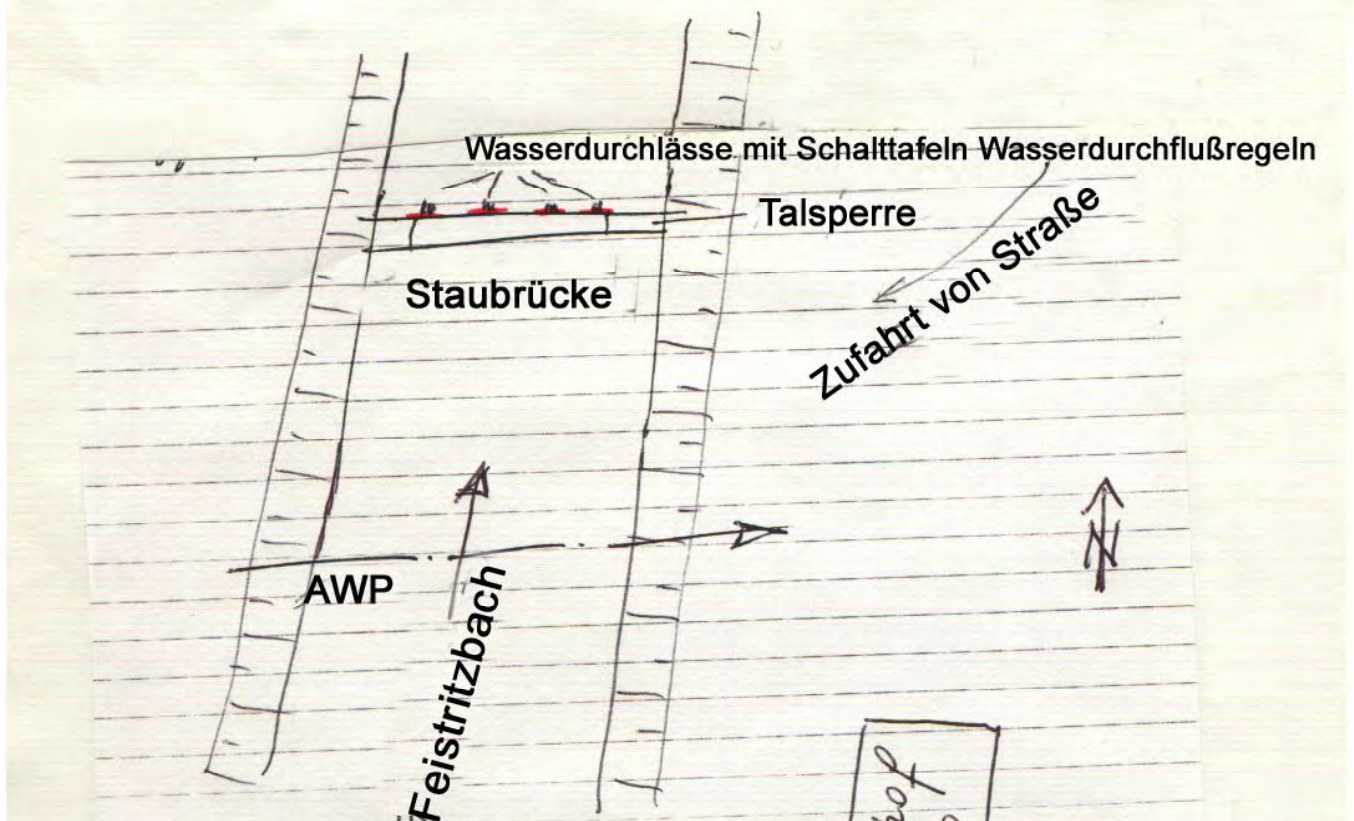 Wasserdurchlässe mit Schalttafeln Wasserdurchflußregeln
Talsperre
Zufahrt von Straße
Staubrücke
N
AWP
Feistritzbach